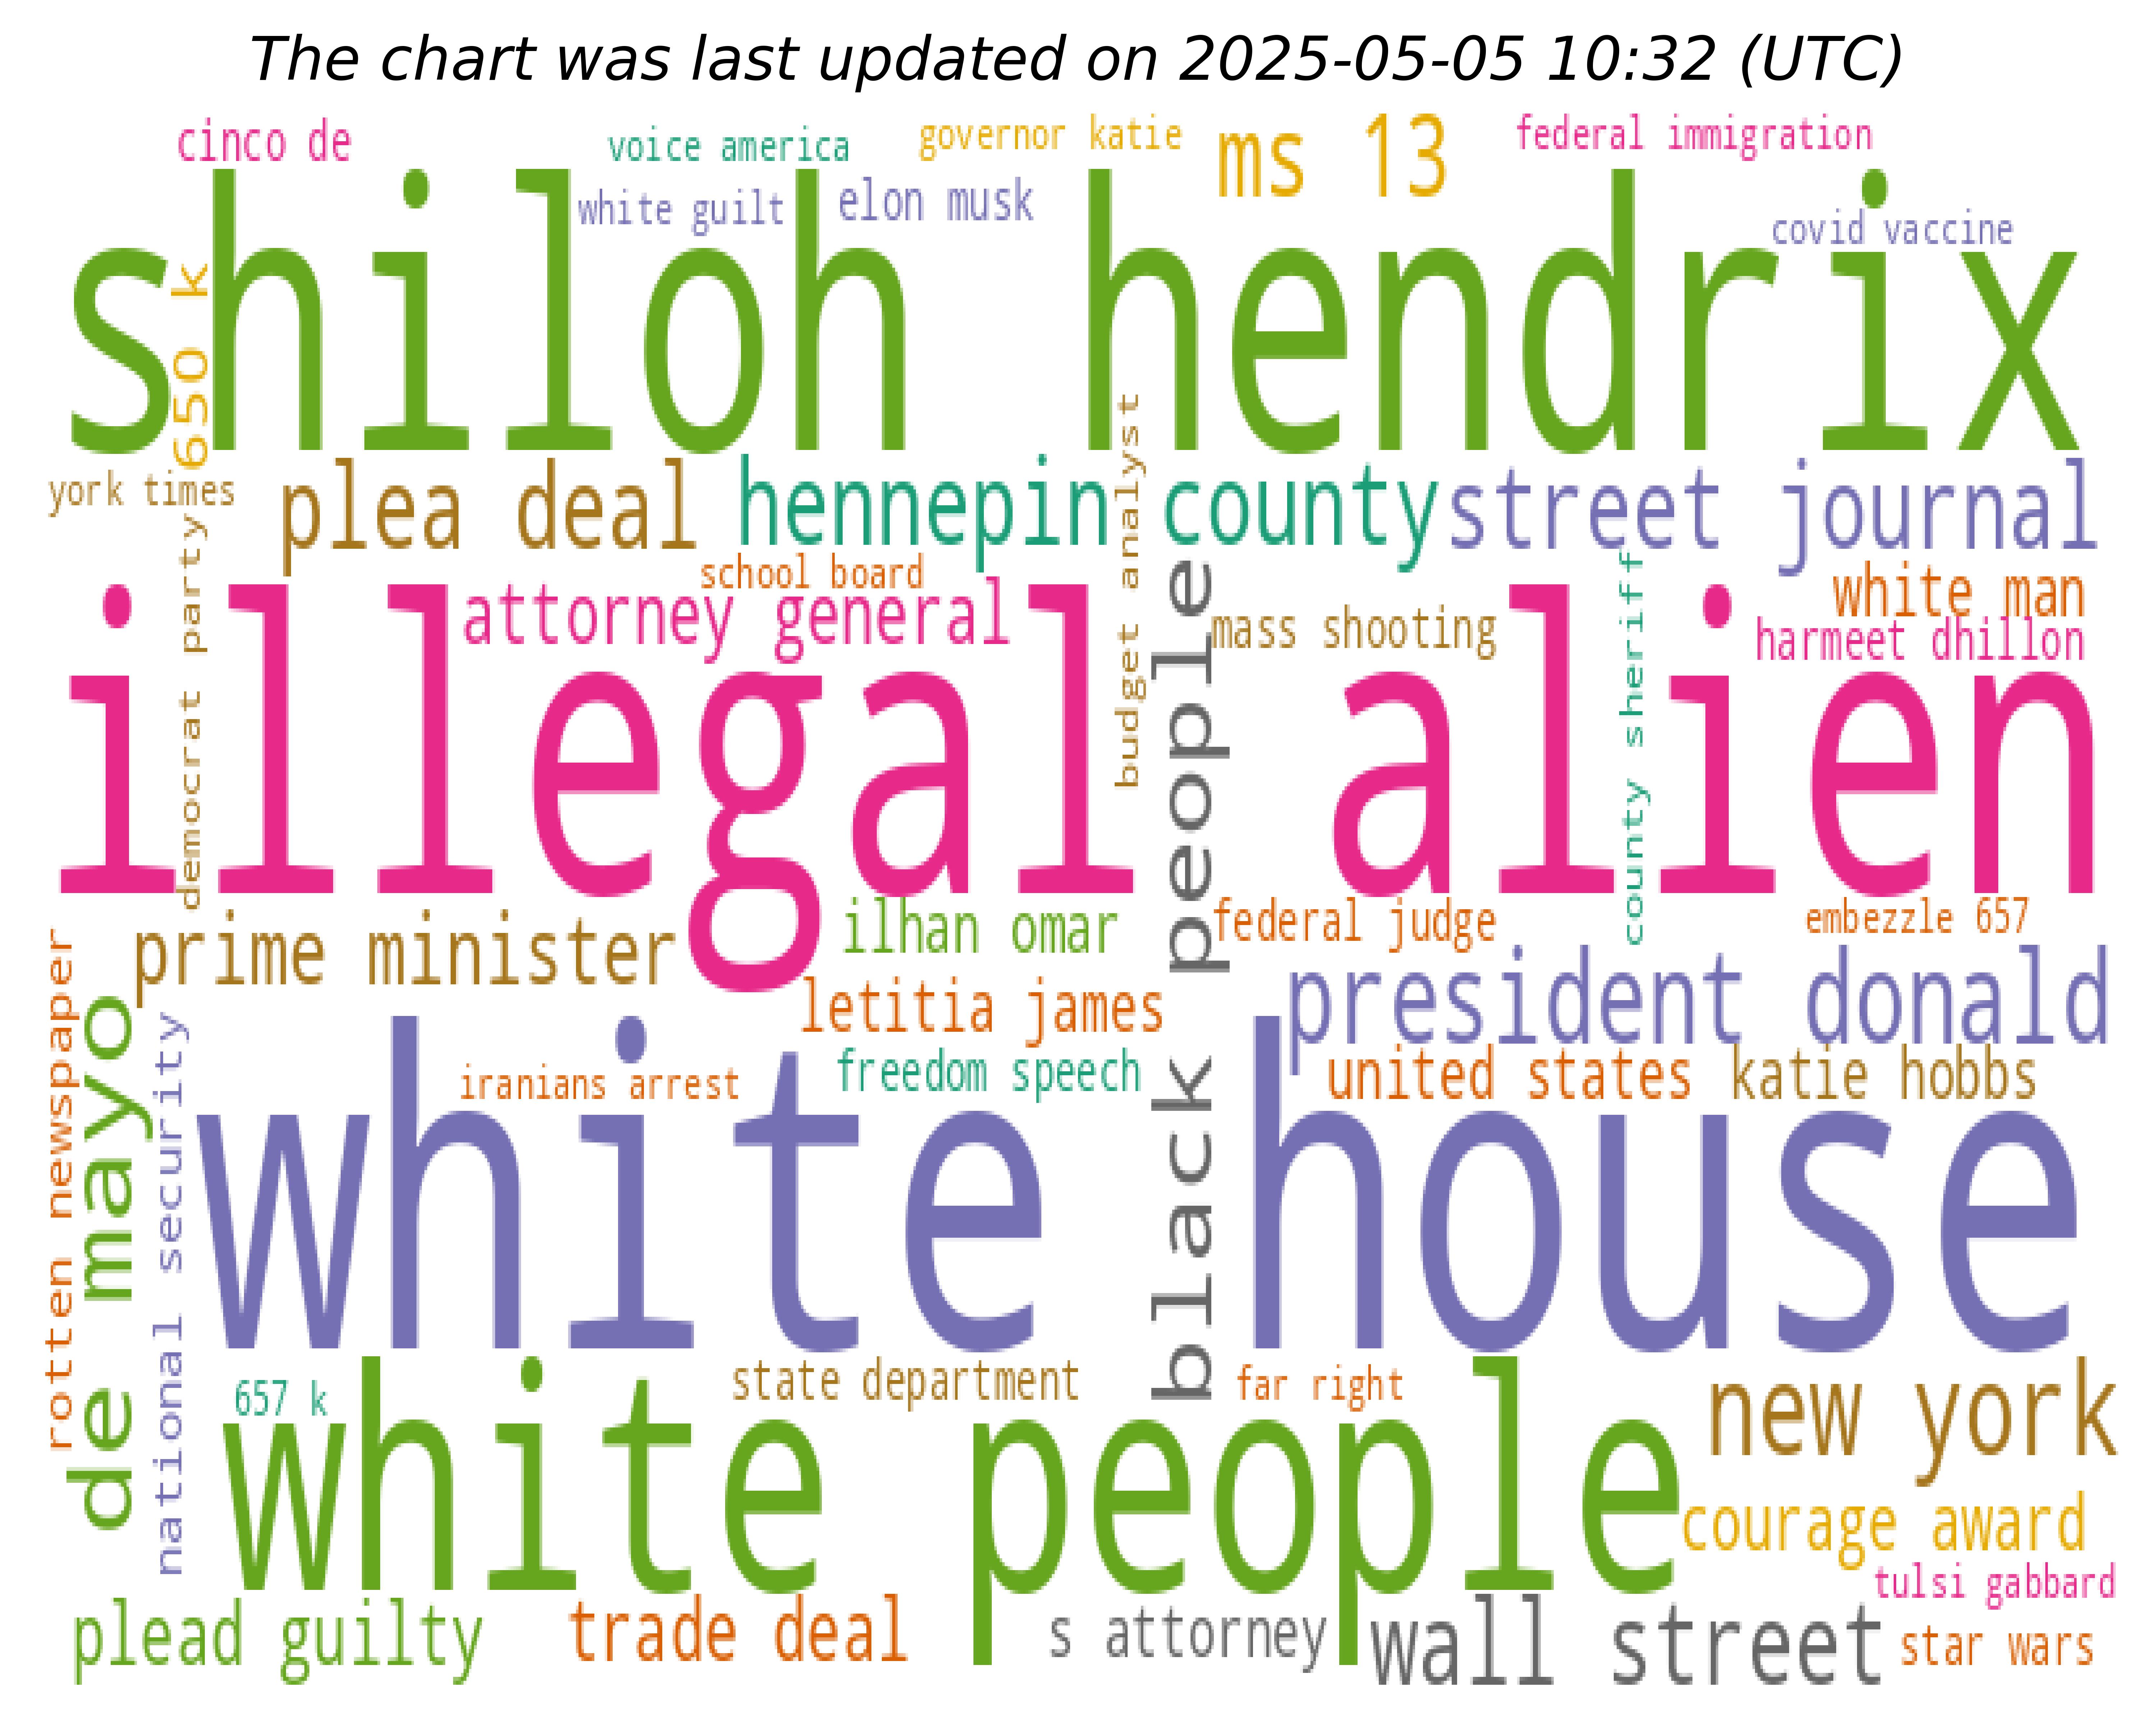 The chart was last updated on 2025-05-05 10:32 (UTC)
cinco de
voice america
governor katie
ms 13
federal immigration
white guilt
elon musk
covid vaccine
shiloh hendrix
650 k
york times
plea deal
hennepin county
street journal
budget analyst
democrat party
school board
attorney general
mass shooting
county sheriff
white man
harmeet dhillon
illegal alien
black people
prime minister
ilhan omar
federal judge
embezzle 657
letitia james
president donald
rotten newspaper
de mayo
national security
iranians arrest
freedom speech
united states
katie hobbs
white house
657 k
state department
far right
new york
white people
courage award
tulsi gabbard
plead guilty
trade deal
s attorney
wall street
star wars